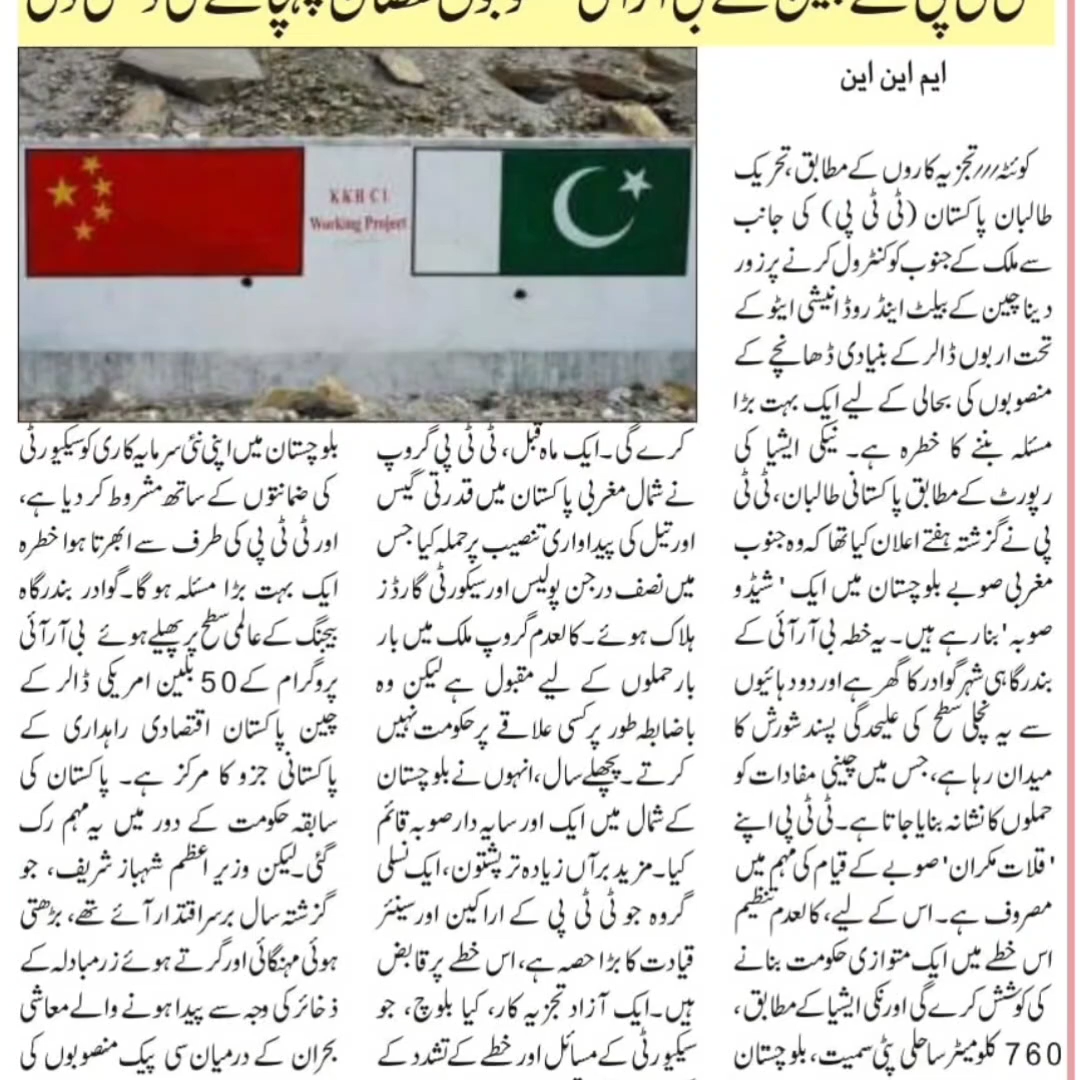 ایم این این
کوئٹہ///تجزیہ کاروں کے مطابق، تحریک
طالبان پاکستان (ٹی ٹی پی) کی جانب
سے ملک کے جنوب کو کنٹرول کرنے پر زور
دینا چین کے بیلٹ اینڈ روڈ انیشی ایٹو کے
تحت اربوں ڈالر کے بنیادی ڈھانچے کے
منصوبوں کی بحالی کے لیے ایک بہت بڑا
مسئلہ بننے کا خطرہ ہے۔ نیکی ایشیا کی
رپورٹ کے مطابق پاکستانی طالبان، ٹی ٹی
پی نے گزشتہ ہفتے اعلان کیا تھا کہ وہ جنوب
مغربی صوبے بلوچستان میں ایک 'شیڈو
صوبہ' بنا رہے ہیں۔ یہ خطہ بی آر آئی کے
بندرگاہی شہر گوادر کا گھر ہے اور دو دہائیوں
سے یہ نچلی سطح کی علیحدگی پسند شورش کا
میدان رہا ہے، جس میں چینی مفادات کو
حملوں کا نشانہ بنایا جاتا ہے۔ ٹی ٹی پی اپنے
'قلات مکران' صوبے کے قیام کی مہم میں
مصروف ہے۔ اس کے لیے، کالعدم تنظیم
اس خطے میں ایک متوازی حکومت بنانے
کی کوشش کرے گی اور نکی ایشیا کے مطابق،
760 کلومیٹر ساحلی پٹی سمیت، بلوچستان
KKH C1
Working Project
کرے گی۔ ایک ماہ قبل، ٹی ٹی پی گروپ
نے شمال مغربی پاکستان میں قدرتی گیس
اور تیل کی پیداواری تنصیب پر حملہ کیا جس
میں نصف درجن پولیس اور سیکورٹی گارڈز
ہلاک ہوئے۔ کالعدم گروپ ملک میں بار
بار حملوں کے لیے مقبول ہے لیکن وہ
باضابطہ طور پر کسی علاقے پر حکومت نہیں
کرتے۔ پچھلے سال، انہوں نے بلوچستان
کے شمال میں ایک اور سایہ دار صوبہ قائم
کیا۔ مزید برآں زیادہ تر پشتون، ایک نسلی
گروہ جو ٹی ٹی پی کے اراکین اور سینئر
قیادت کا بڑا حصہ ہے، اس خطے پر قابض
ہیں۔ ایک آزاد تجزیہ کار، کیا بلوچ، جو
سیکیورٹی کے مسائل اور خطے کے تشدد کے
بلوچستان میں اپنی نئی سرمایہ کاری کو سیکیورٹی
کی ضمانتوں کے ساتھ مشروط کر دیا ہے،
اور ٹی ٹی پی کی طرف سے ابھرتا ہوا خطرہ
ایک بہت بڑا مسئلہ ہو گا۔ گوادر بندرگاہ
بیجنگ کے عالمی سطح پر پھیلے ہوئے بی آر آئی
پروگرام کے 50 بلین امریکی ڈالر کے
چین پاکستان اقتصادی راہداری کے
پاکستانی جزو کا مرکز ہے۔ پاکستان کی
سابقہ حکومت کے دور میں یہ مہم رک
گئی۔ لیکن وزیر اعظم شہباز شریف، جو
گزشتہ سال برسراقتدار آئے تھے، بڑھتی
ہوئی مہنگائی اور گرتے ہوئے زرمبادلہ کے
ذخائر کی وجہ سے پیدا ہونے والے معاشی
بحران کے درمیان سی پیک منصوبوں کی